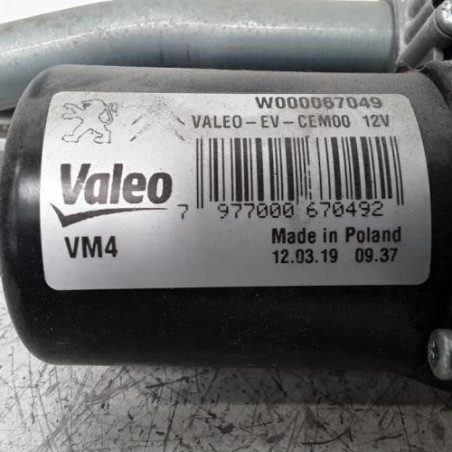 W000067049
VALEO-EV-CEM00 12V
Valeo
7 977000 670492
VM4
Made in Poland
12.03.19 09.37